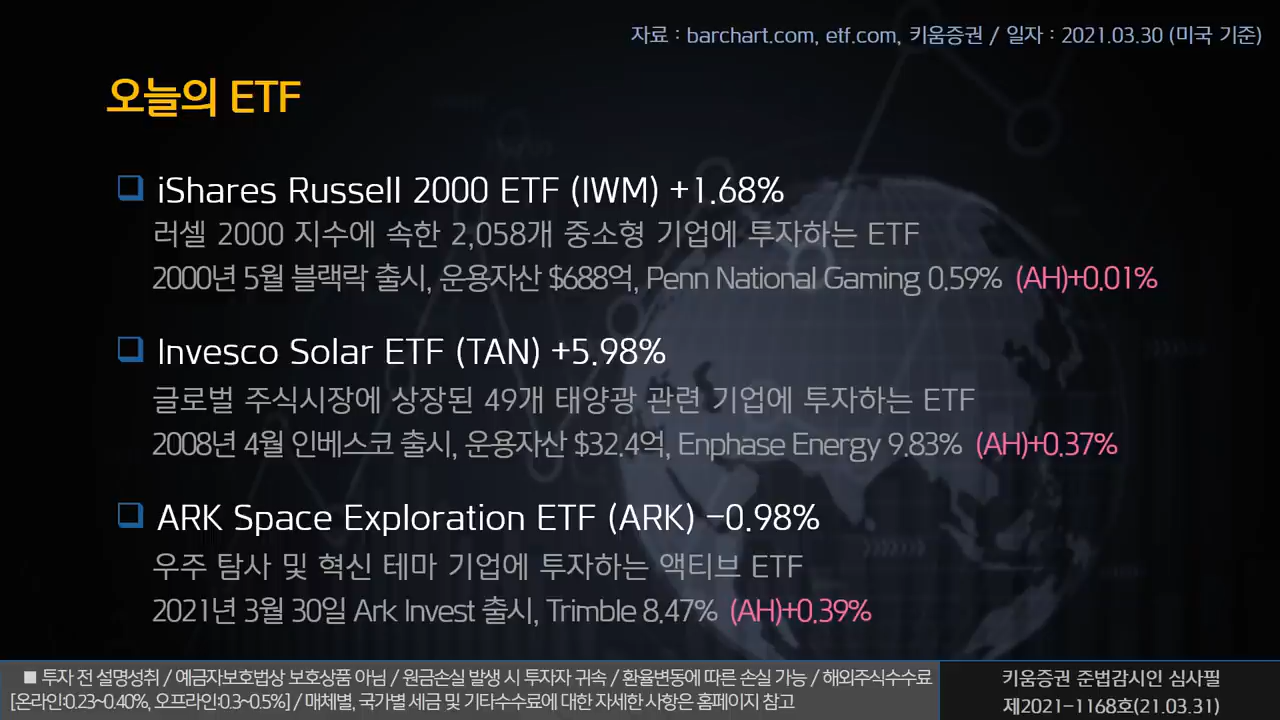 자료 : barchart.com, etf.com, 키움증권 / 일자 : 2021.03.30 (미국 기준)
오늘의 ETF
❑ iShares Russell 2000 ETF (IWM) +1.68%
러셀 2000 지수에 속한 2,058개 중소형 기업에 투자하는 ETF
2000년 5월 블랙락 출시, 운용자산 $688억, Penn National Gaming 0.59% (AH)+0.01%
❑ Invesco Solar ETF (TAN) +5.98%
글로벌 주식시장에 상장된 49개 태양광 관련 기업에 투자하는 ETF
2008년 4월 인베스코 출시, 운용자산 $32.4억, Enphase Energy 9.83% (AH)+0.37%
❑ ARK Space Exploration ETF (ARK) -0.98%
우주 탐사 및 혁신 테마 기업에 투자하는 액티브 ETF
2021년 3월 30일 Ark Invest 출시, Trimble 8.47% (AH)+0.39%
■ 투자 전 설명성취 / 예금자보호법상 보호상품 아님 / 원금손실 발생 시 투자자 귀속 / 환율변동에 따른 손실 가능 / 해외주식수수료
[온라인:0.23~0.40%, 오프라인:0.3~0.5%] / 매체별, 국가별 세금 및 기타수수료에 대한 자세한 사항은 홈페이지 참고
키움증권 준법감시인 심사필
제2021-1168호(21.03.31)